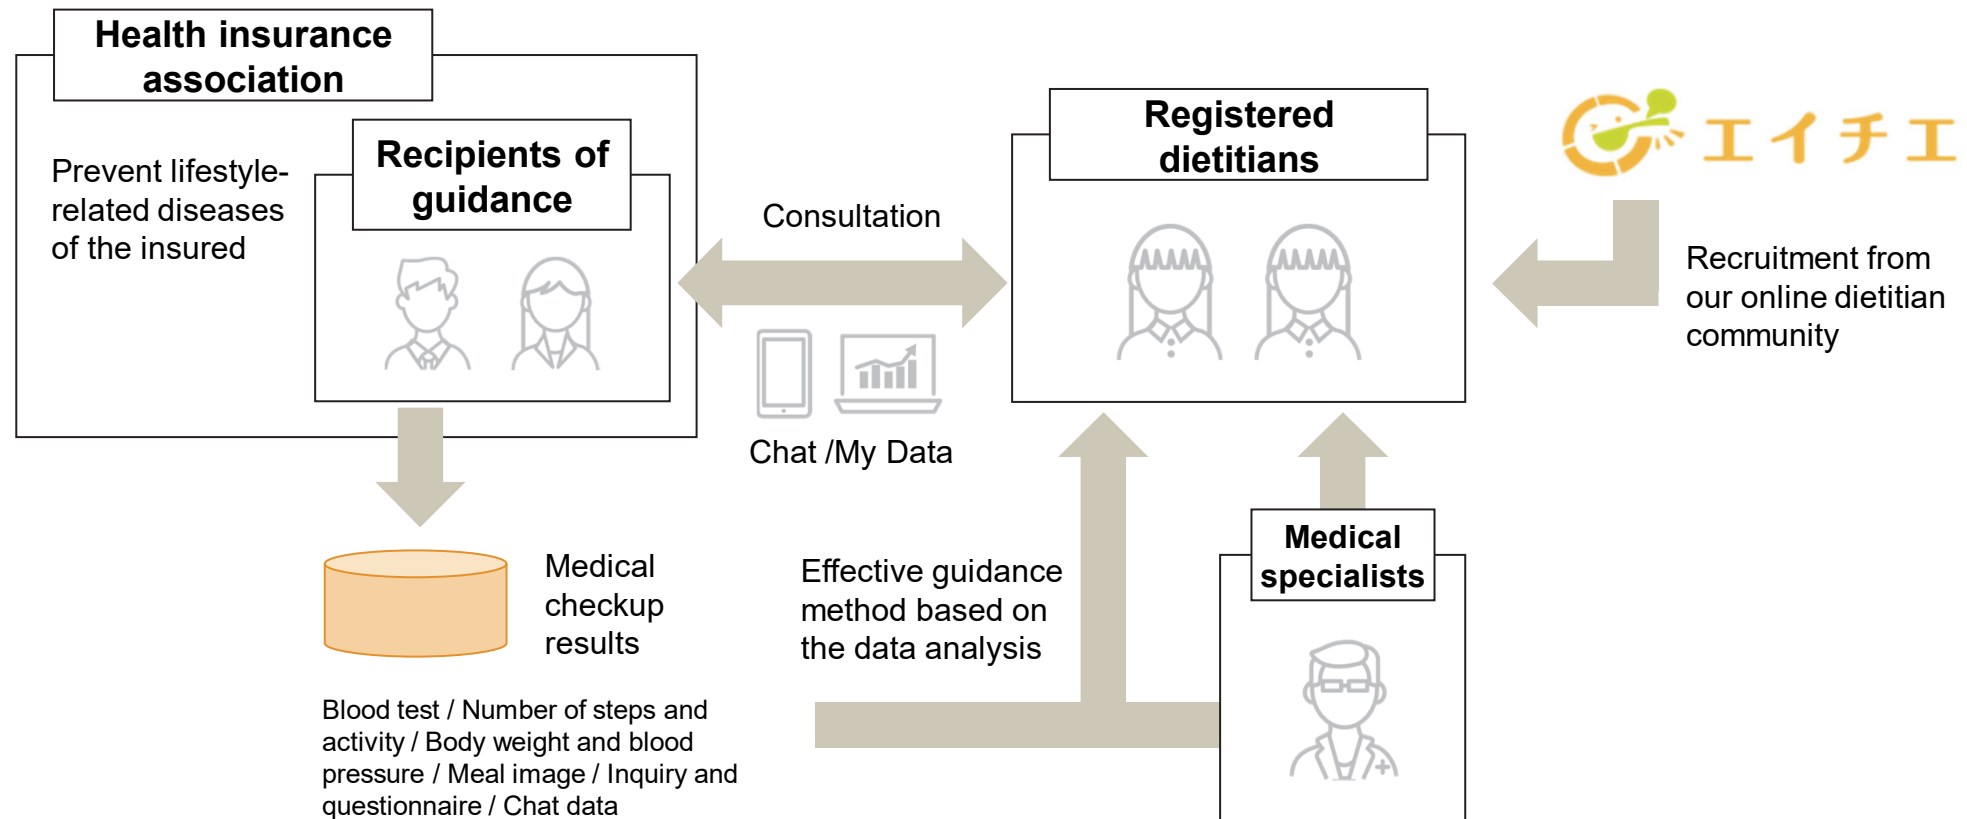 Health insurance
association
Prevent lifestyle-
related diseases
of the insured
Recipients of
guidance
Consultation
Chat /My Data
Registered
dietitians
エイチエ
Recruitment from
our online dietitian
community
Medical
checkup
results
Blood test / Number of steps and
activity / Body weight and blood
pressure / Meal image / Inquiry and
questionnaire / Chat data
Effective guidance
method based on
the data analysis
Medical
specialists